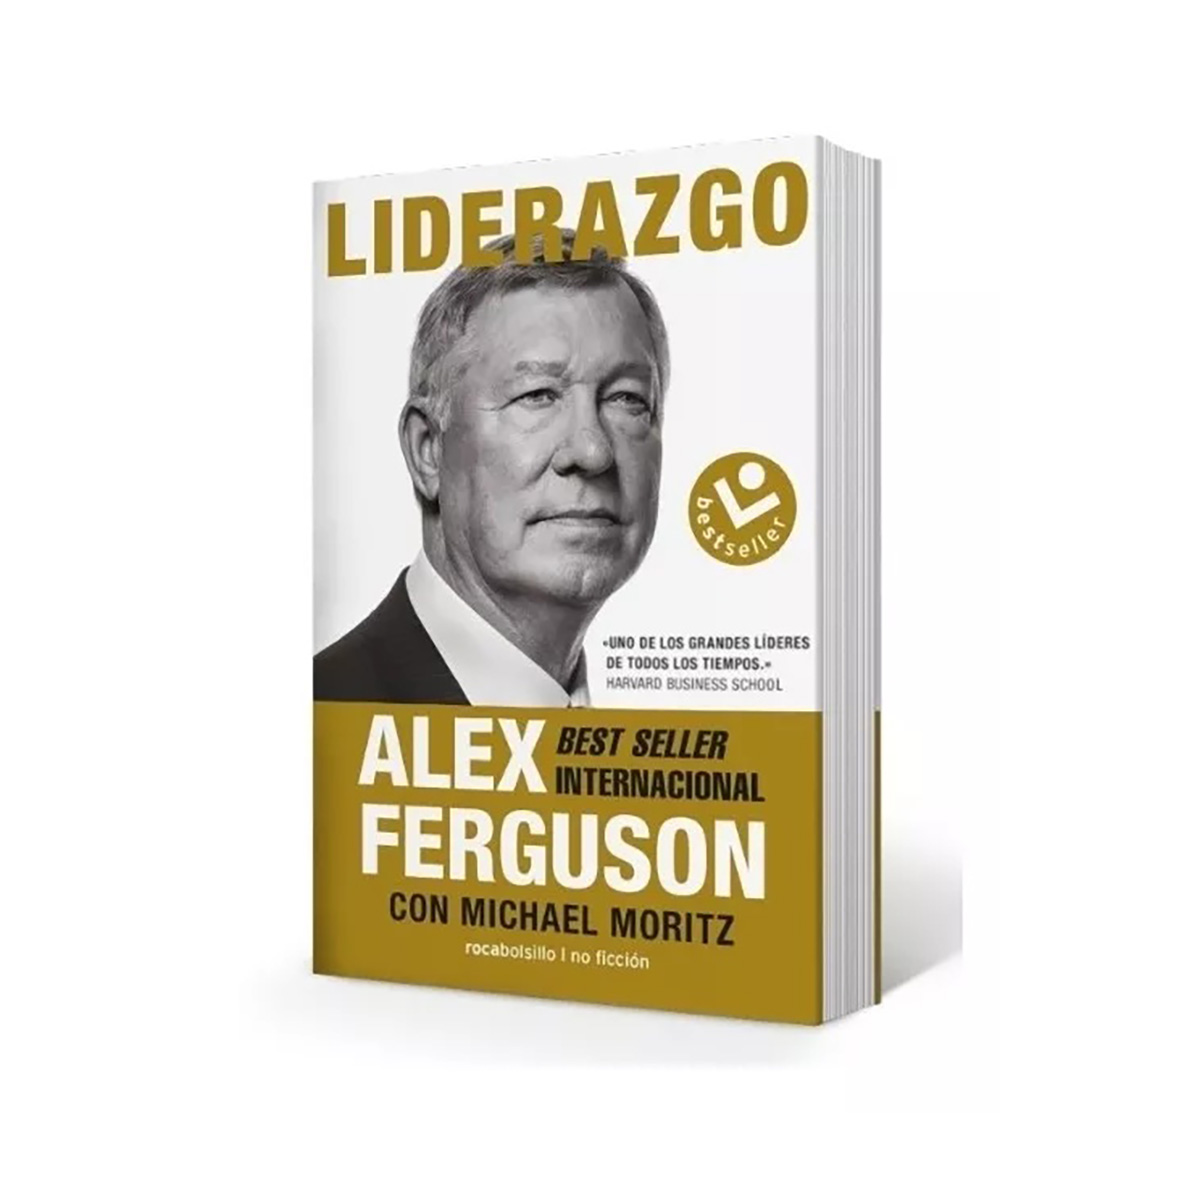 LIDERAZGO
bestseller
«UNO DE LOS GRANDES LÍDERES
DE TODOS LOS TIEMPOS.»
HARVARD BUSINESS SCHOOL
ALEX BEST SELLER
INTERNACIONAL
FERGUSON
CON MICHAEL MORITZ
rocabolsillo | no ficción